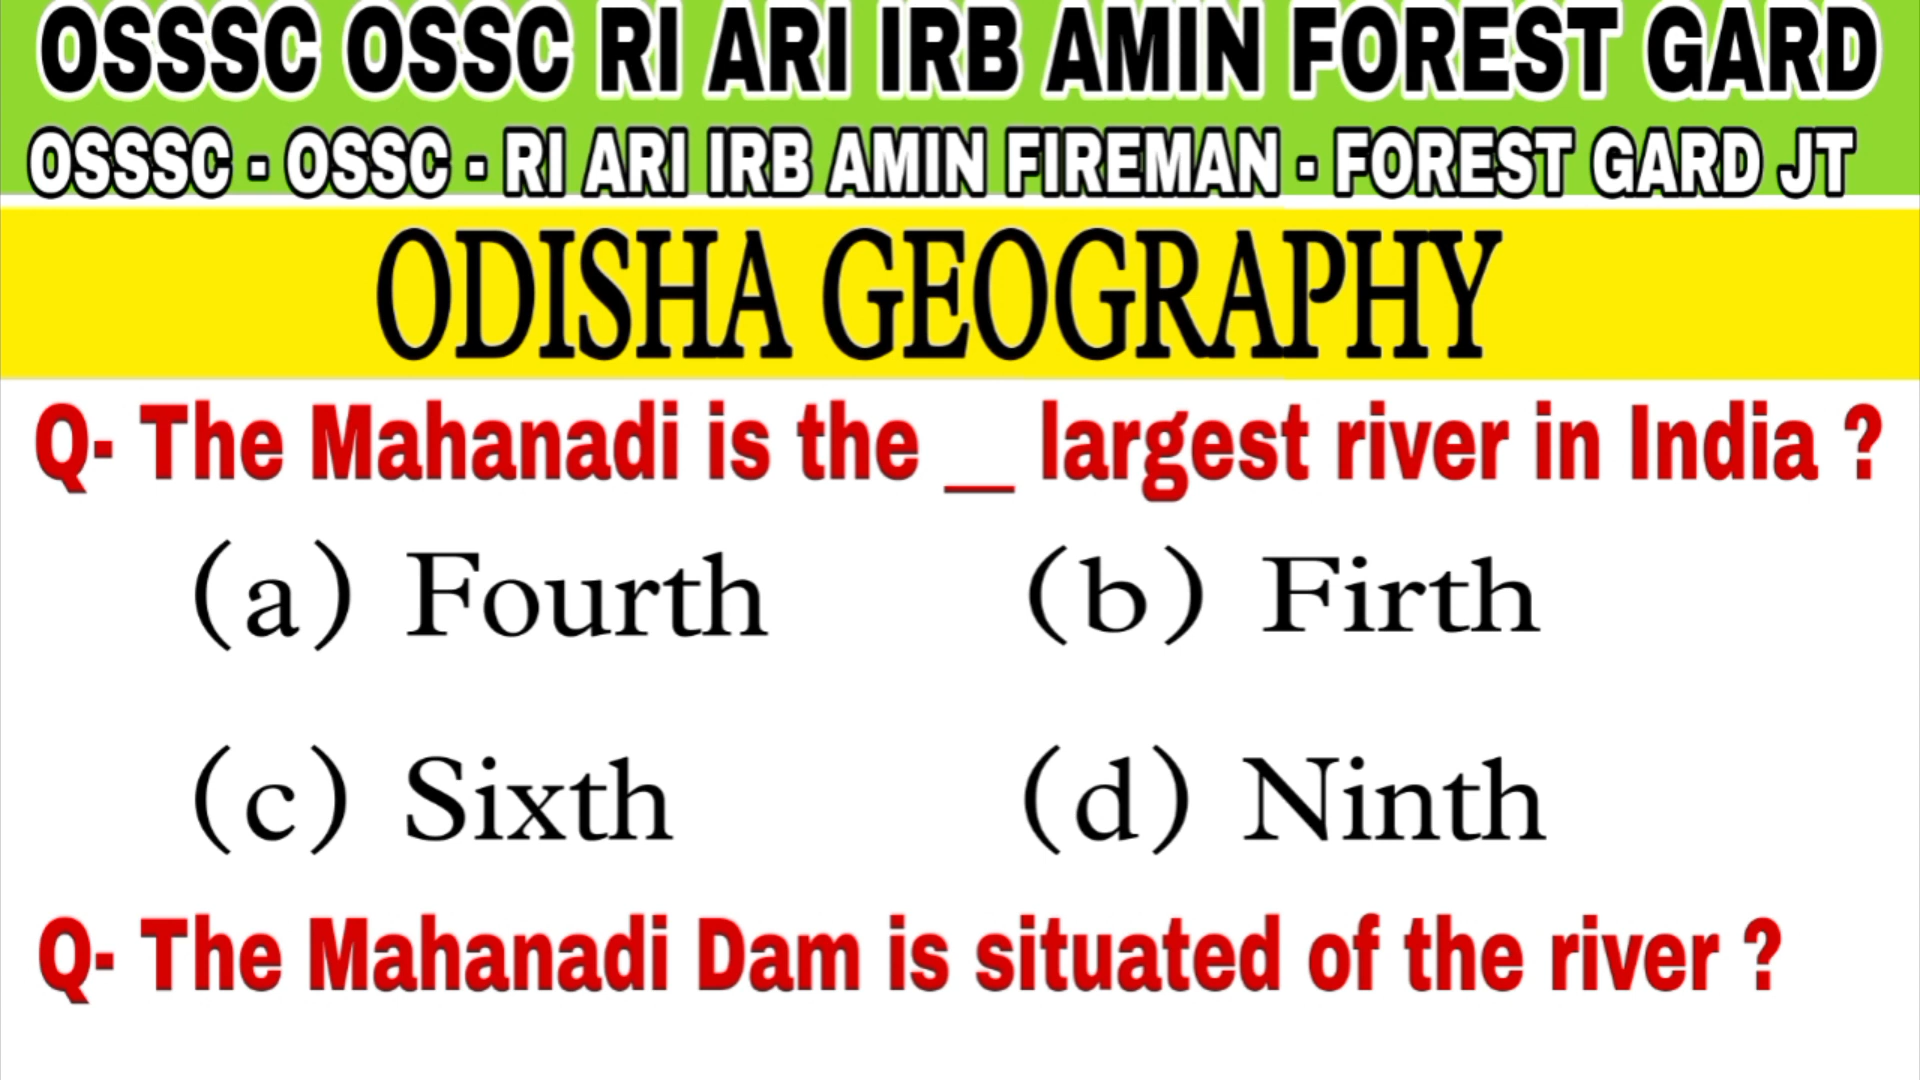 OSSSC OSSC RI ARI IRB AMIN FOREST GARD
OSSSC - OSSC - RI ARI IRB AMIN FIREMAN - FOREST GARD JT
ODISHA GEOGRAPHY
Q- The Mahanadi is the __ largest river in India ?
(a) Fourth (b) Firth
(c) Sixth (d) Ninth
Q- The Mahanadi Dam is situated of the river ?